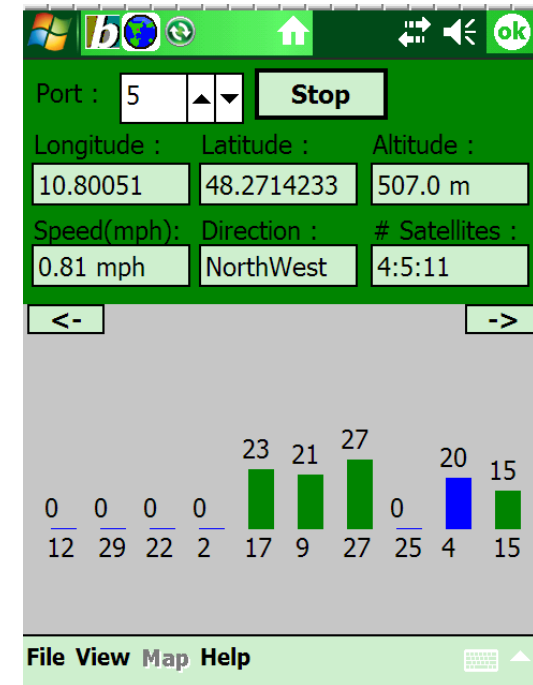 b ok
Port : 5 Stop
Longitude : Latitude : Altitude :
10.80051 48.2714233 507.0 m
Speed(mph): Direction : # Satellites :
0.81 mph NorthWest 4:5:11
<- ->
0 0 0 0 23 21 27 0 20 15
12 29 22 2 17 9 27 25 4 15
File View Map Help